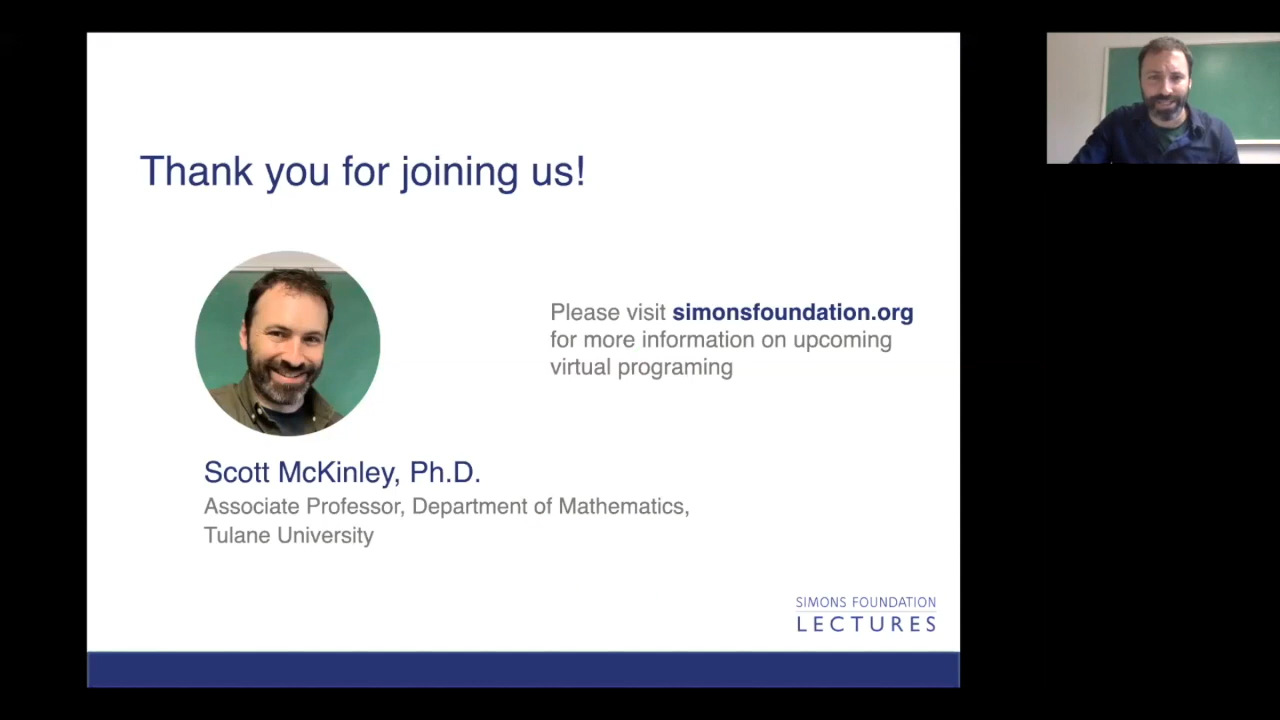 Thank you for joining us!
Please visit simonsfoundation.org
for more information on upcoming
virtual programing
Scott McKinley, Ph.D.
Associate Professor, Department of Mathematics,
Tulane University
SIMONS FOUNDATION
LECTURES